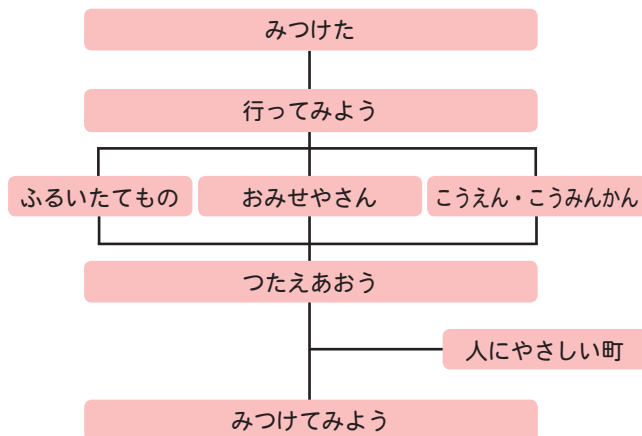 みつけた
行ってみよう
ふるいたてもの
おみせやさん
こうえん・こうみんかん
つたえあおう
人にやさしい町
みつけてみよう